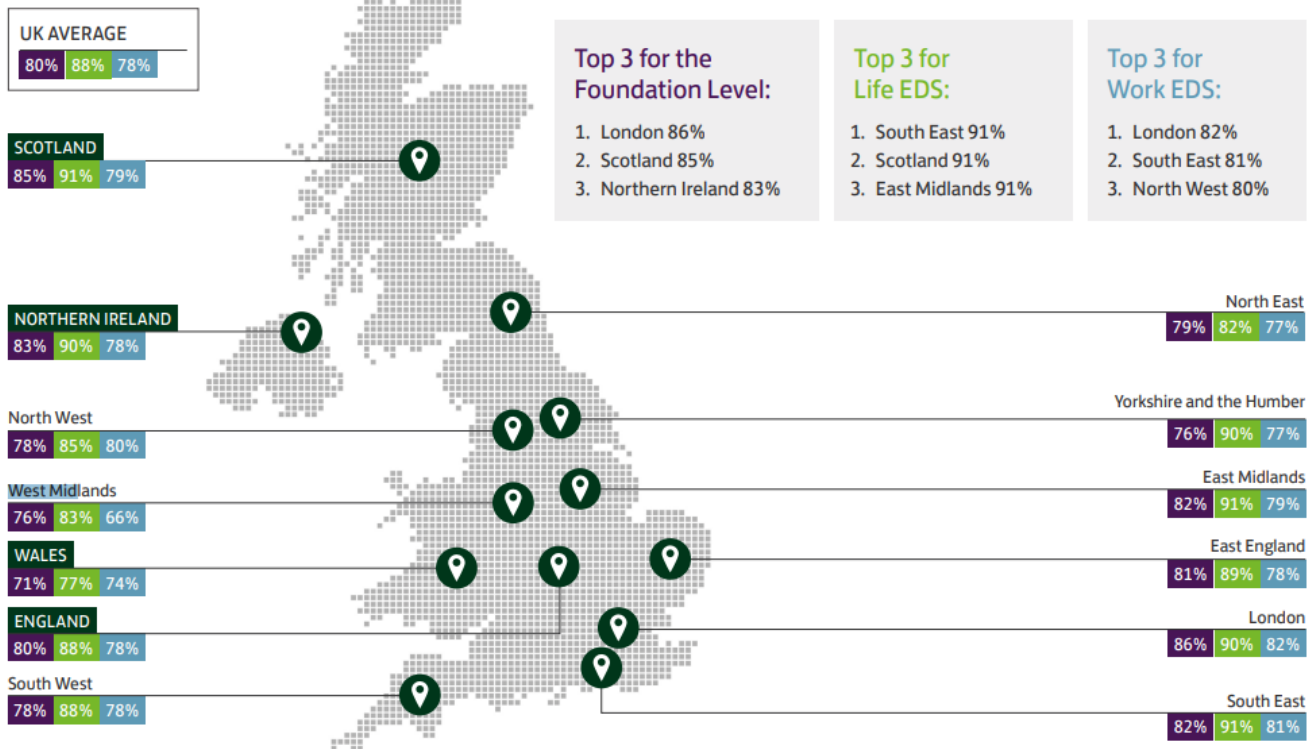 UK AVERAGE
80% 88% 78%
Top 3 for the
Foundation Level:
1. London 86%
2. Scotland 85%
3. Northern Ireland 83%
Top 3 for
Life EDS:
1. South East 91%
2. Scotland 91%
3. East Midlands 91%
Top 3 for
Work EDS:
1. London 82%
2. South East 81%
3. North West 80%
SCOTLAND
85% 91% 79%
NORTHERN IRELAND
83% 90% 78%
North West
78% 85% 80%
West Midlands
76% 83% 66%
WALES
71% 77% 74%
ENGLAND
80% 88% 78%
South West
78% 88% 78%
North East
79% 82% 77%
Yorkshire and the Humber
76% 90% 77%
East Midlands
82% 91% 79%
East England
81% 89% 78%
London
86% 90% 82%
South East
82% 91% 81%